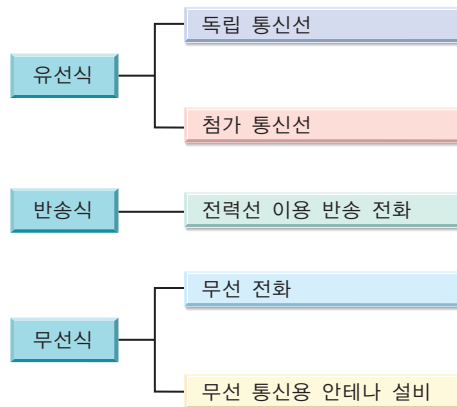 유선식
독립 통신선
첨가 통신선
반송식
전력선 이용 반송 전화
무선식
무선 전화
무선 통신용 안테나 설비